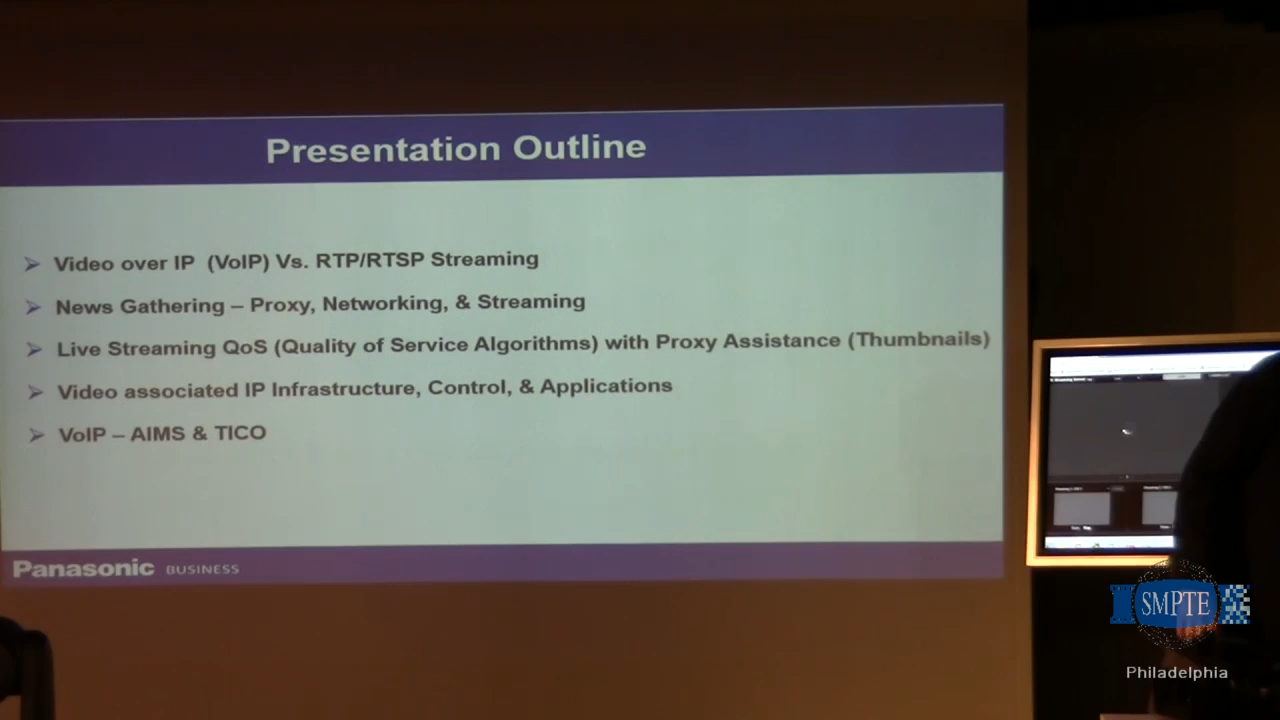 Presentation Outline
Video over IP (VoIP) Vs. RTP/RTSP Streaming
News Gathering – Proxy, Networking, & Streaming
Live Streaming QoS (Quality of Service Algorithms) with Proxy Assistance (Thumbnails)
Video associated IP Infrastructure, Control, & Applications
VoIP – AIMS & TICO
Panasonic BUSINESS
SMPTE
Philadelphia